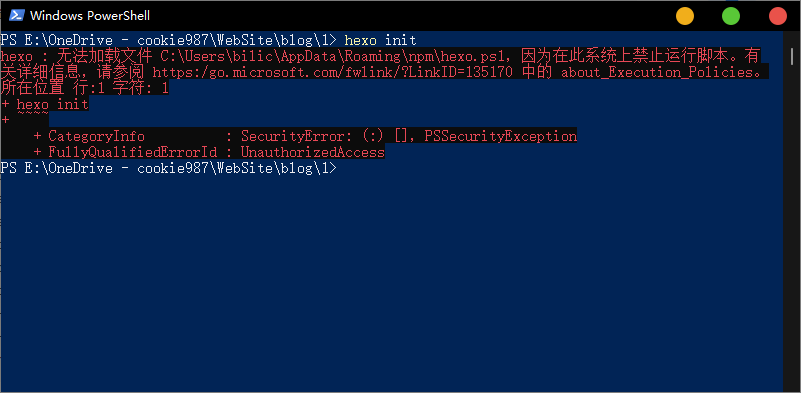 Windows PowerShell
PS E:\OneDrive - cookie987\WebSite\blog\1> hexo init
hexo : 无法加载文件 C:\Users\bilic\AppData\Roaming\npm\hexo.ps1，因为在此系统上禁止运行脚本。有
关详细信息，请参阅 https:/go.microsoft.com/fwlink/?LinkID=135170 中的 about_Execution_Policies。
所在位置 行:1 字符: 1
+ hexo init
+ ~~~~
    + CategoryInfo          : SecurityError: (:) [], PSSecurityException
    + FullyQualifiedErrorId : UnauthorizedAccess
PS E:\OneDrive - cookie987\WebSite\blog\1>